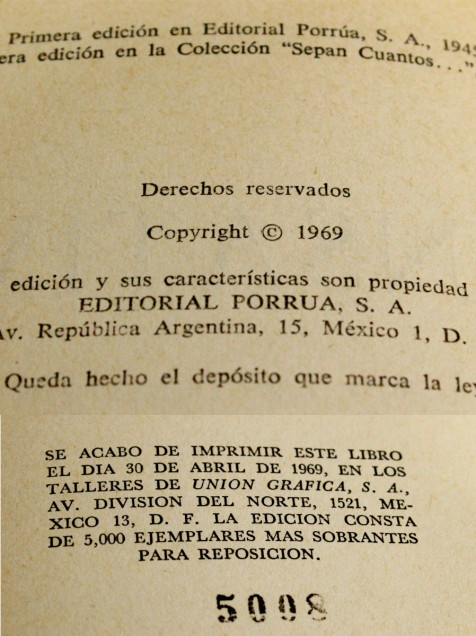 Primera edición en Editorial Porrúa, S. A., 194
edición en la Colección "Sepan Cuantos..."
Derechos reservados
Copyright © 1969
edición y sus características son propiedad
EDITORIAL PORRUA, S. A.
Av. República Argentina, 15, México 1, D.
Queda hecho el depósito que marca la ley
SE ACABO DE IMPRIMIR ESTE LIBRO
EL DIA 30 DE ABRIL DE 1969, EN LOS
TALLERES DE UNION GRAFICA, S. A.,
AV. DIVISION DEL NORTE, 1521, ME-
XICO 13, D. F. LA EDICION CONSTA
DE 5,000 EJEMPLARES MAS SOBRANTES
PARA REPOSICION.
5008